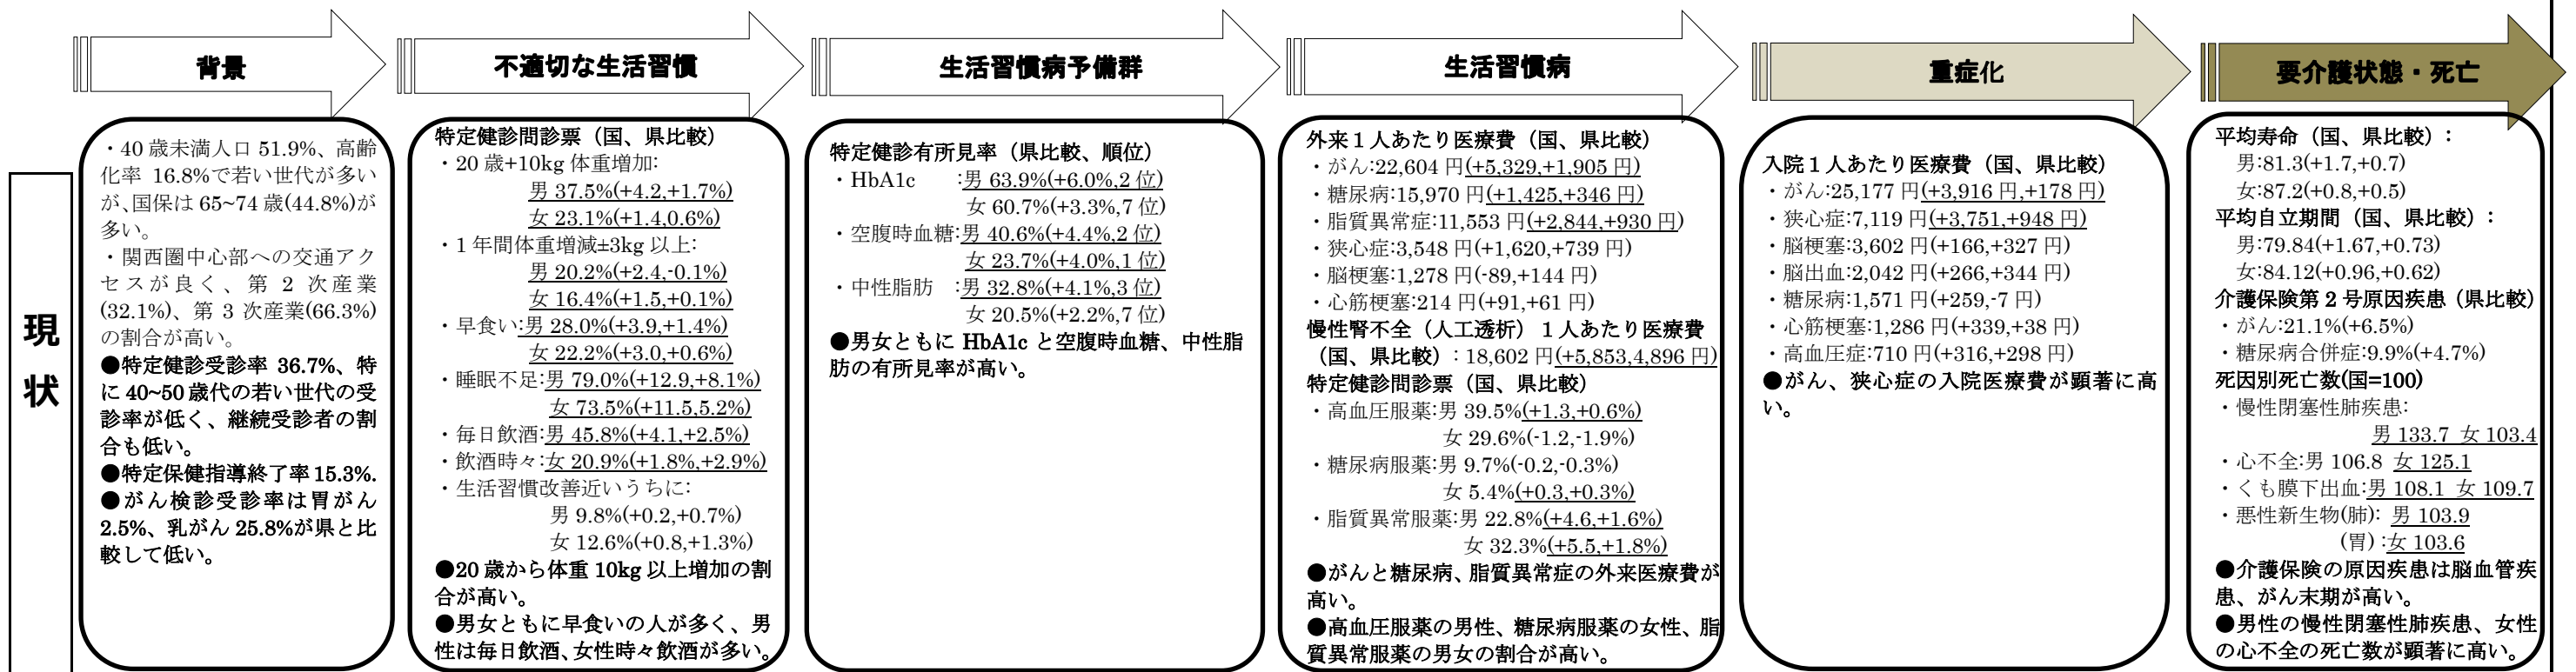 背景
不適切な生活習慣
生活習慣病予備群
生活習慣病
重症化
要介護状態・死亡
現状
・40歳未満人口 51.9%、高齢
化率 16.8%で若い世代が多い
が、国保は 65~74 歳(44.8%)が
多い。
・関西圏中心部への交通アク
セスが良く、第 2 次産業
(32.1%)、第 3 次産業(66.3%)
の割合が高い。
●特定健診受診率 36.7%、特
に 40~50 歳代の若い世代の受
診率が低く、継続受診者の割
合も低い。
●特定保健指導終了率 15.3%.
●がん検診受診率は胃がん
2.5%、乳がん 25.8%が県と比
較して低い。
特定健診問診票（国、県比較）
・20 歳+10kg 体重増加:
男 37.5%(+4.2,+1.7%)
女 23.1%(+1.4,0.6%)
・1 年間体重増減±3kg 以上:
男 20.2%(+2.4,-0.1%)
女 16.4%(+1.5,+0.1%)
・早食い:男 28.0%(+3.9,+1.4%)
女 22.2%(+3.0,+0.6%)
・睡眠不足:男 79.0%(+12.9,+8.1%)
女 73.5%(+11.5,5.2%)
・毎日飲酒:男 45.8%(+4.1,+2.5%)
・飲酒時々:女 20.9%(+1.8%,+2.9%)
・生活習慣改善近いうちに:
男 9.8%(+0.2,+0.7%)
女 12.6%(+0.8,+1.3%)
●20 歳から体重 10kg 以上増加の割
合が高い。
●男女ともに早食いの人が多く、男
性は毎日飲酒、女性時々飲酒が多い。
特定健診有所見率（県比較、順位）
・HbA1c :男 63.9%(+6.0%,2 位)
女 60.7%(+3.3%,7 位)
・空腹時血糖:男 40.6%(+4.4%,2 位)
女 23.7%(+4.0%,1 位)
・中性脂肪 :男 32.8%(+4.1%,3 位)
女 20.5%(+2.2%,7 位)
●男女ともに HbA1c と空腹時血糖、中性脂
肪の有所見率が高い。
外来 1 人あたり医療費（国、県比較）
・がん:22,604 円(+5,329,+1,905 円)
・糖尿病:15,970 円(+1,425,+346 円)
・脂質異常症:11,553 円(+2,844,+930 円)
・狭心症:3,548 円(+1,620,+739 円)
・脳梗塞:1,278 円(-89,+144 円)
・心筋梗塞:214 円(+91,+61 円)
慢性腎不全（人工透析）1 人あたり医療費
（国、県比較）: 18,602 円(+5,853,4,896 円)
特定健診問診票（国、県比較）
・高血圧服薬:男 39.5%(+1.3,+0.6%)
女 29.6%(-1.2,-1.9%)
・糖尿病服薬:男 9.7%(-0.2,-0.3%)
女 5.4%(+0.3,+0.3%)
・脂質異常服薬:男 22.8%(+4.6,+1.6%)
女 32.3%(+5.5,+1.8%)
●がんと糖尿病、脂質異常症の外来医療費が
高い。
●高血圧服薬の男性、糖尿病服薬の女性、脂
質異常服薬の男女の割合が高い。
入院 1 人あたり医療費（国、県比較）
・がん:25,177 円(+3,916 円,+178 円)
・狭心症:7,119 円(+3,751,+948 円)
・脳梗塞:3,602 円(+166,+327 円)
・脳出血:2,042 円(+266,+344 円)
・糖尿病:1,571 円(+259,-7 円)
・心筋梗塞:1,286 円(+339,+38 円)
・高血圧症:710 円(+316,+298 円)
●がん、狭心症の入院医療費が顕著に高
い。
平均寿命（国、県比較）:
男:81.3(+1.7,+0.7)
女:87.2(+0.8,+0.5)
平均自立期間（国、県比較）:
男:79.84(+1.67,+0.73)
女:84.12(+0.96,+0.62)
介護保険第 2 号原因疾患（県比較）
・がん:21.1%(+6.5%)
・糖尿病合併症:9.9%(+4.7%)
死因別死亡数(国=100)
・慢性閉塞性肺疾患:
男 133.7 女 103.4
・心不全:男 106.8 女 125.1
・くも膜下出血:男 108.1 女 109.7
・悪性新生物(肺): 男 103.9
(胃) :女 103.6
●介護保険の原因疾患は脳血管疾
患、がん末期が高い。
●男性の慢性閉塞性肺疾患、女性
の心不全の死亡数が顕著に高い。